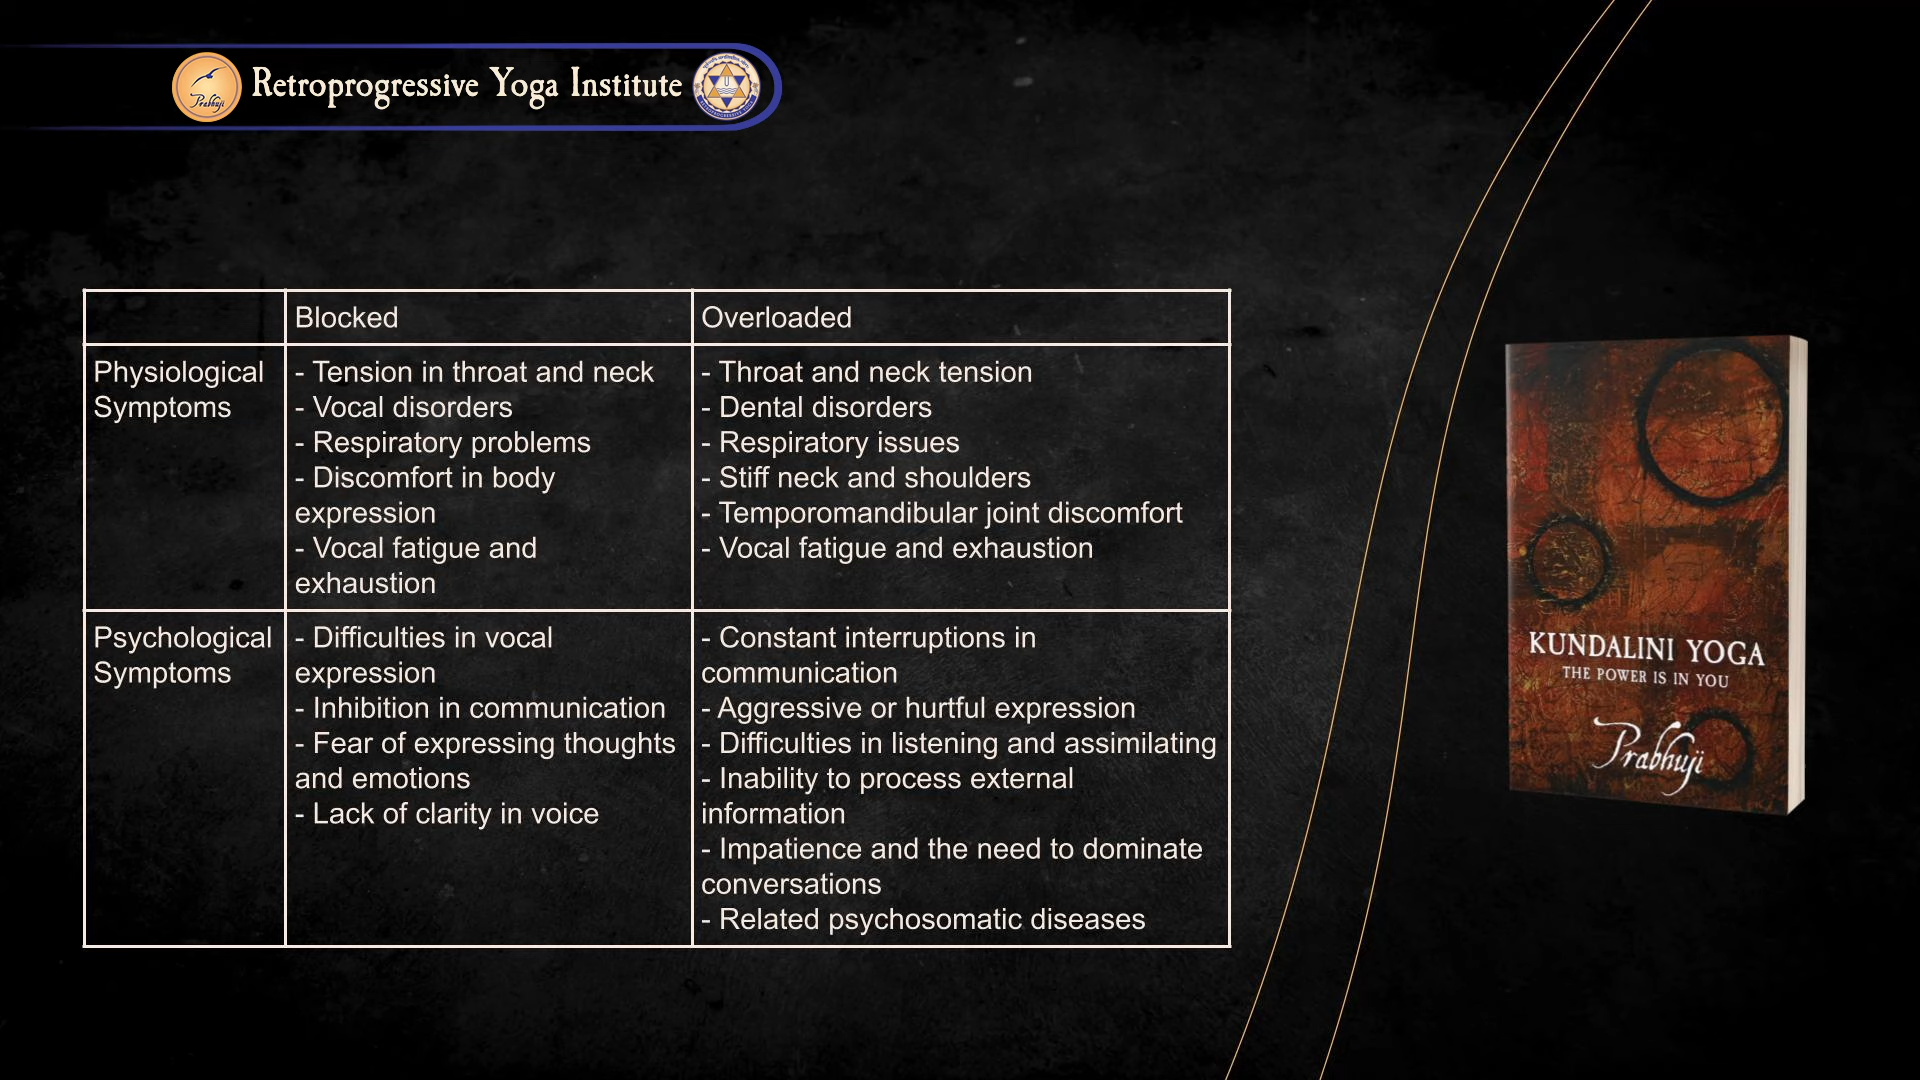 Prabhuji
Retroprogressive Yoga Institute
Blocked
Overloaded
Physiological
Symptoms
- Tension in throat and neck
- Vocal disorders
- Respiratory problems
- Discomfort in body
expression
- Vocal fatigue and
exhaustion
- Throat and neck tension
- Dental disorders
- Respiratory issues
- Stiff neck and shoulders
- Temporomandibular joint discomfort
- Vocal fatigue and exhaustion
Psychological
Symptoms
- Difficulties in vocal
expression
- Inhibition in communication
- Fear of expressing thoughts
and emotions
- Lack of clarity in voice
- Constant interruptions in
communication
- Aggressive or hurtful expression
- Difficulties in listening and assimilating
- Inability to process external
information
- Impatience and the need to dominate
conversations
- Related psychosomatic diseases
KUNDALINI YOGA
THE POWER IS IN YOU
Prabhuji